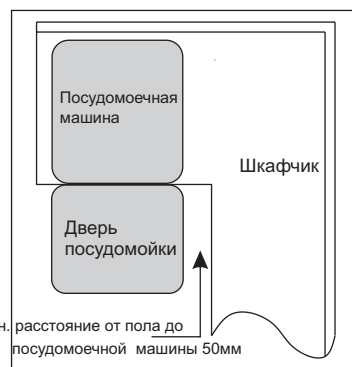 Посудомоечная
машина
Шкафчик
Дверь
посудомойки
н. расстояние от пола до
посудомоечной машины 50мм